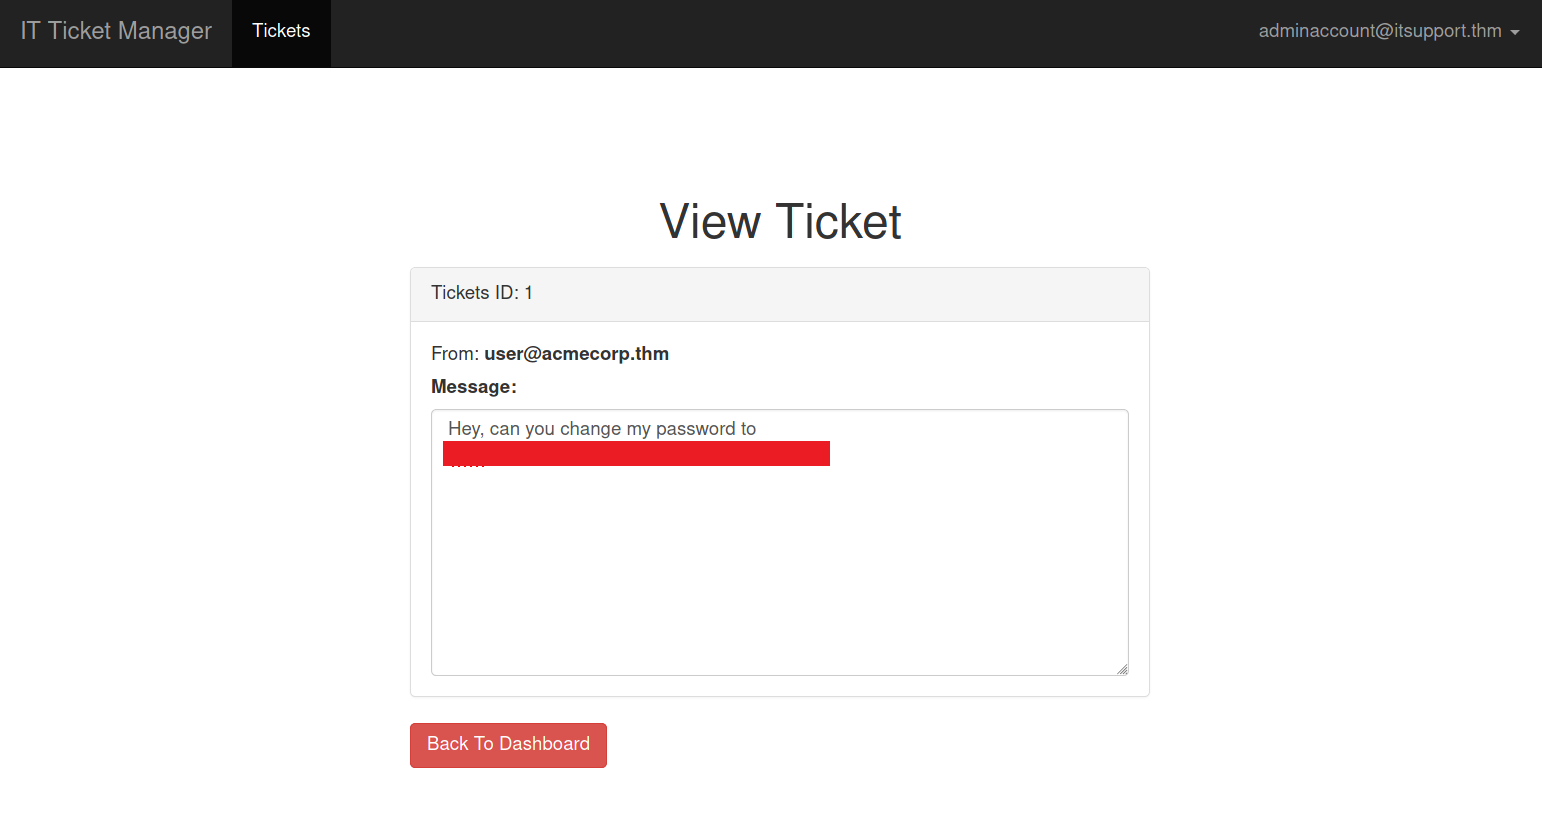 IT Ticket Manager
Tickets
adminaccount@itsupport.thm
View Ticket
Tickets ID: 1
From: user@acmecorp.thm
Message:
Hey, can you change my password to
Back To Dashboard